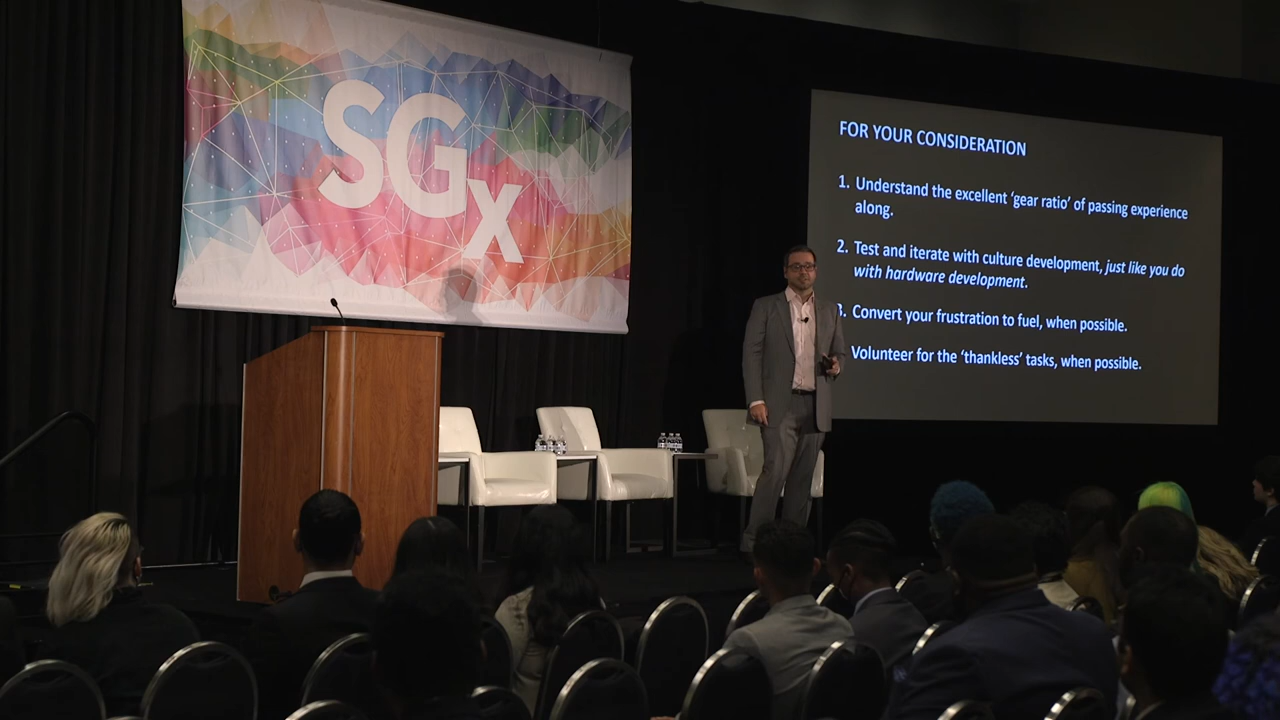 SGx
FOR YOUR CONSIDERATION
1. Understand the excellent ‘gear ratio’ of passing experience
along.
2. Test and iterate with culture development, just like you do
with hardware development.
3. Convert your frustration to fuel, when possible.
Volunteer for the ‘thankless’ tasks, when possible.